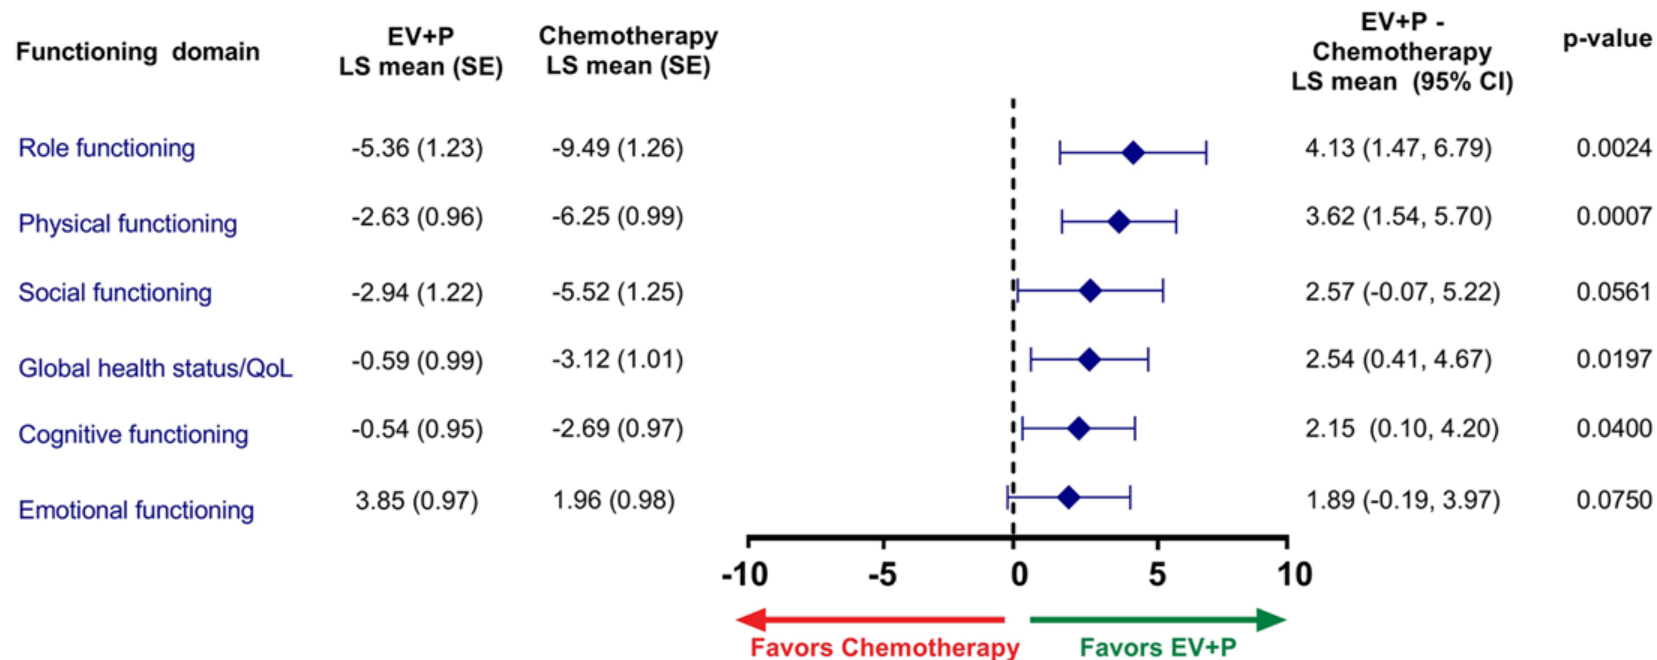 Functioning domain
EV+P
LS mean (SE)
Chemotherapy
LS mean (SE)
EV+P -
Chemotherapy
LS mean (95% CI)
p-value
Role functioning -5.36 (1.23) -9.49 (1.26) 4.13 (1.47, 6.79) 0.0024
Physical functioning -2.63 (0.96) -6.25 (0.99) 3.62 (1.54, 5.70) 0.0007
Social functioning -2.94 (1.22) -5.52 (1.25) 2.57 (-0.07, 5.22) 0.0561
Global health status/QoL -0.59 (0.99) -3.12 (1.01) 2.54 (0.41, 4.67) 0.0197
Cognitive functioning -0.54 (0.95) -2.69 (0.97) 2.15 (0.10, 4.20) 0.0400
Emotional functioning 3.85 (0.97) 1.96 (0.98) 1.89 (-0.19, 3.97) 0.0750
-10 -5 0 5 10
Favors Chemotherapy Favors EV+P